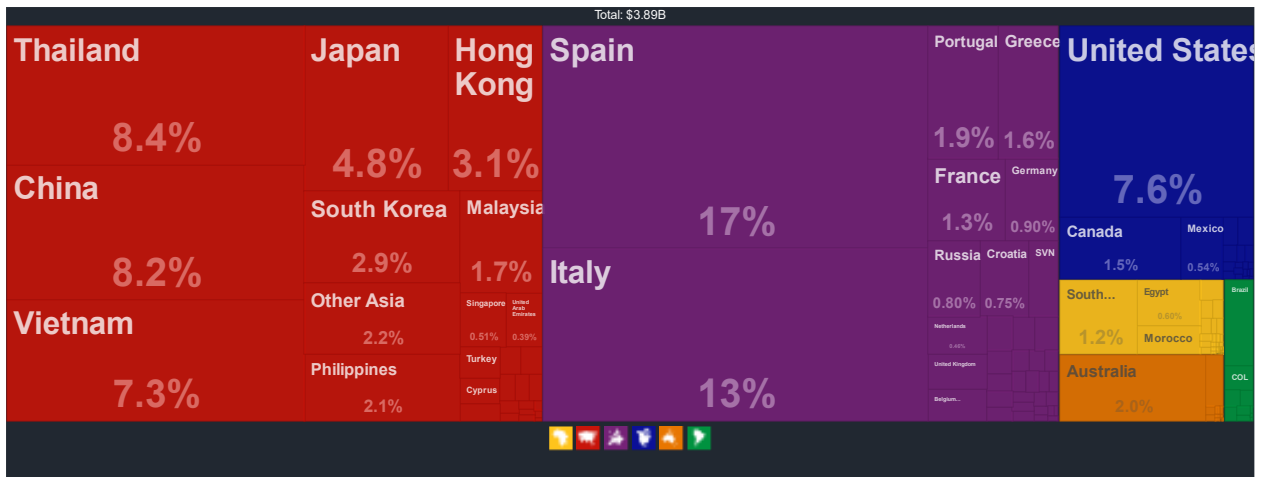 Total: $3.89B
Thailand
8.4%
China
8.2%
Vietnam
7.3%
Japan
4.8%
Hong
Kong
3.1%
South Korea
2.9%
Malaysia
1.7%
Other Asia
2.2%
Singapore
0.51%
United
Arab
Emirates
0.39%
Philippines
2.1%
Turkey
Cyprus
Spain
17%
Italy
13%
Portugal
1.9%
Greece
1.6%
France
1.3%
Germany
0.90%
Russia
0.80%
Croatia
0.75%
SVN
Netherlands
0.46%
United Kingdom
Belgium...
United States
7.6%
Canada
1.5%
Mexico
0.54%
South...
1.2%
Egypt
0.60%
Morocco
Australia
2.0%
Brazil
COL